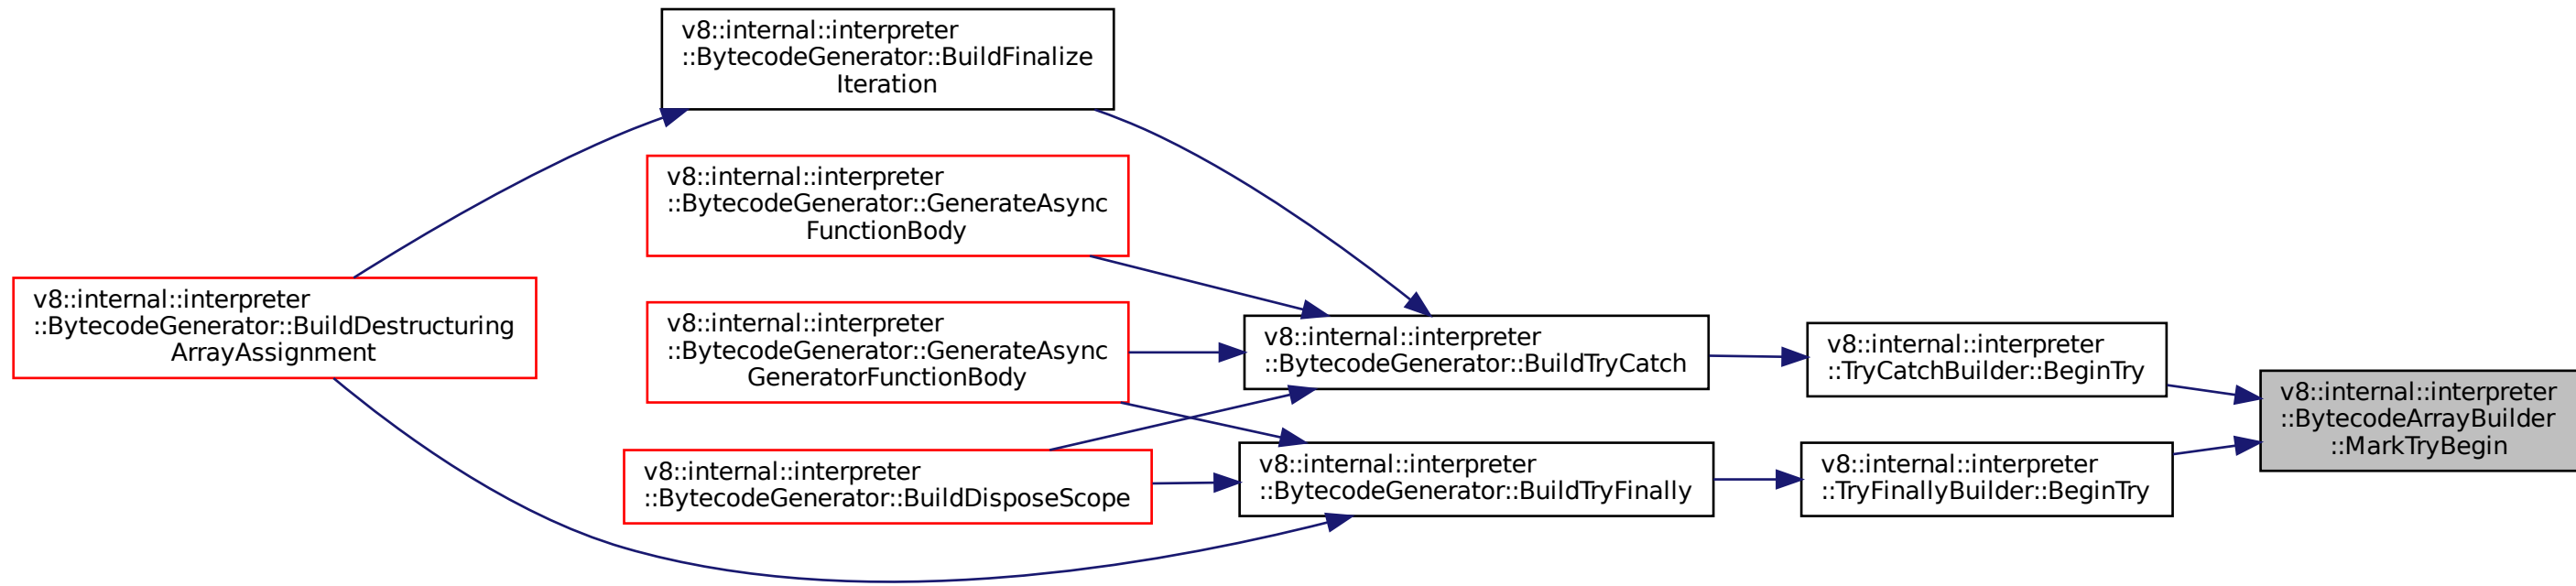 v8::internal::interpreter
::BytecodeGenerator::BuildFinalize
Iteration
v8::internal::interpreter
::BytecodeGenerator::GenerateAsync
FunctionBody
v8::internal::interpreter
::BytecodeGenerator::BuildDestructuring
ArrayAssignment
v8::internal::interpreter
::BytecodeGenerator::GenerateAsync
GeneratorFunctionBody
v8::internal::interpreter
::BytecodeGenerator::BuildDisposeScope
v8::internal::interpreter
::BytecodeGenerator::BuildTryCatch
v8::internal::interpreter
::BytecodeGenerator::BuildTryFinally
v8::internal::interpreter
::TryCatchBuilder::BeginTry
v8::internal::interpreter
::TryFinallyBuilder::BeginTry
v8::internal::interpreter
::BytecodeArrayBuilder
::MarkTryBegin